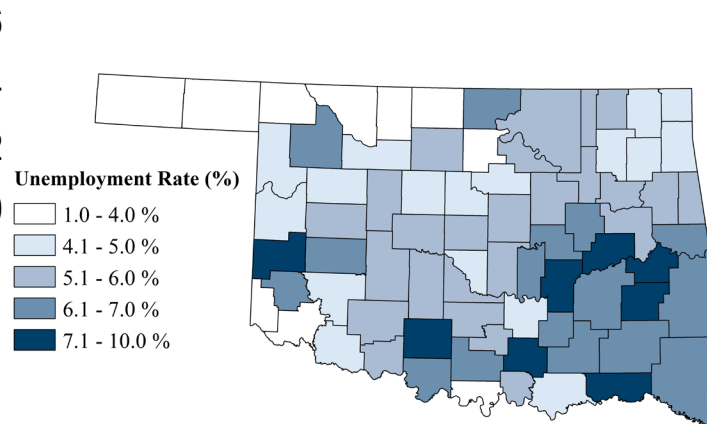 Unemployment Rate (%)
1.0 - 4.0 %
4.1 - 5.0 %
5.1 - 6.0 %
6.1 - 7.0 %
7.1 - 10.0 %